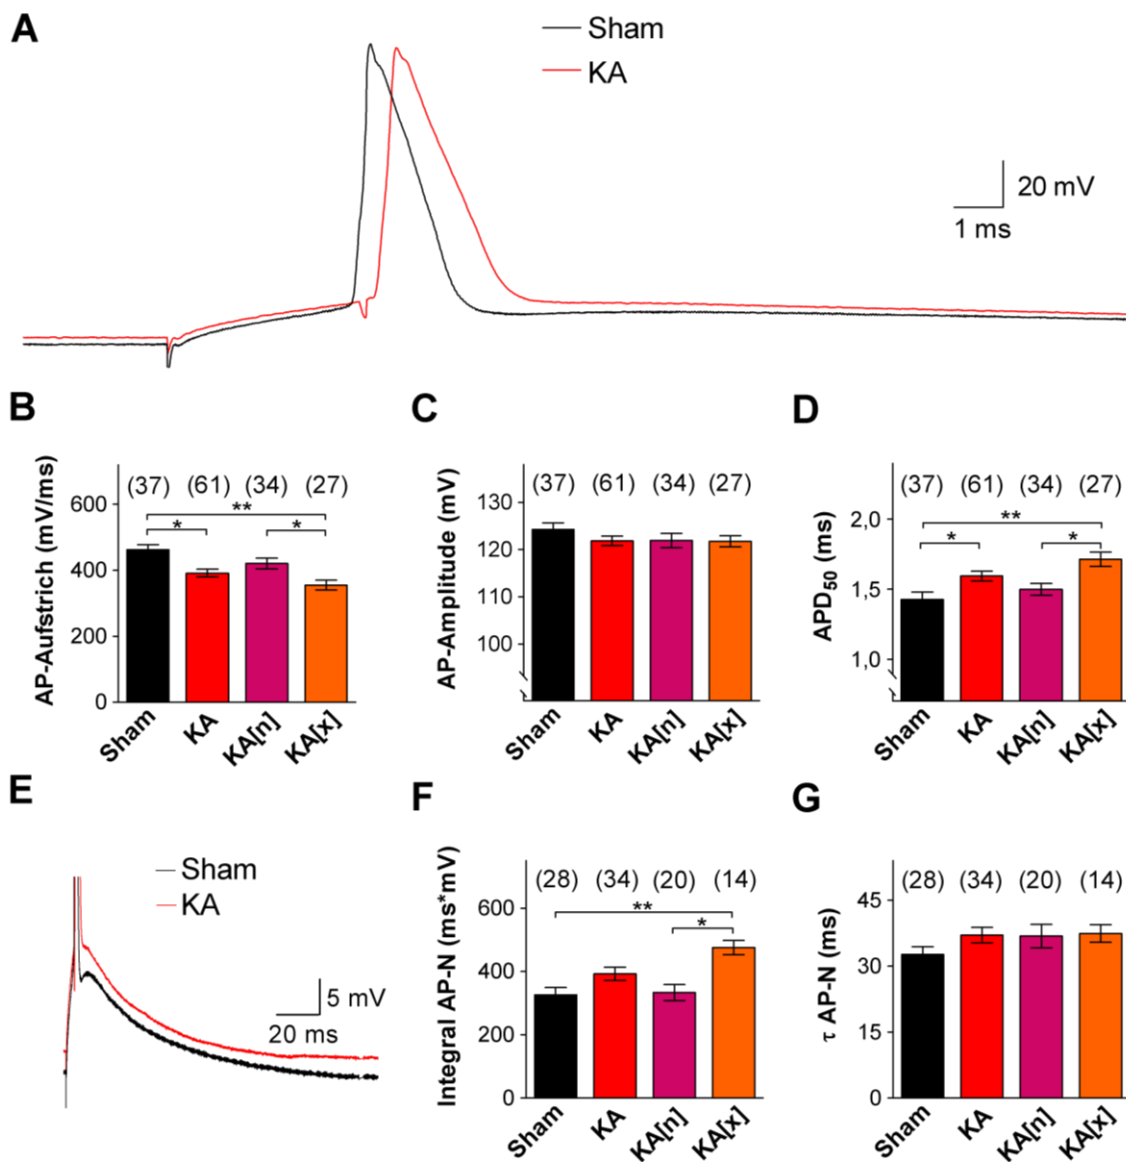 A
Sham
KA
20 mV
1 ms
B
AP-Aufstrich (mV/ms)
(37) (61) (34) (27)
**
* *
600
400
200
0
Sham KA KA[n] KA[x]
C
AP-Amplitude (mV)
(37) (61) (34) (27)
130
120
110
100
Sham KA KA[n] KA[x]
D
APD50 (ms)
(37) (61) (34) (27)
**
* *
2,0
1,5
1,0
Sham KA KA[n] KA[x]
E
Sham
KA
5 mV
20 ms
F
Integral AP-N (ms*mV)
(28) (34) (20) (14)
**
*
600
400
200
0
Sham KA KA[n] KA[x]
G
τ AP-N (ms)
(28) (34) (20) (14)
45
30
15
0
Sham KA KA[n] KA[x]